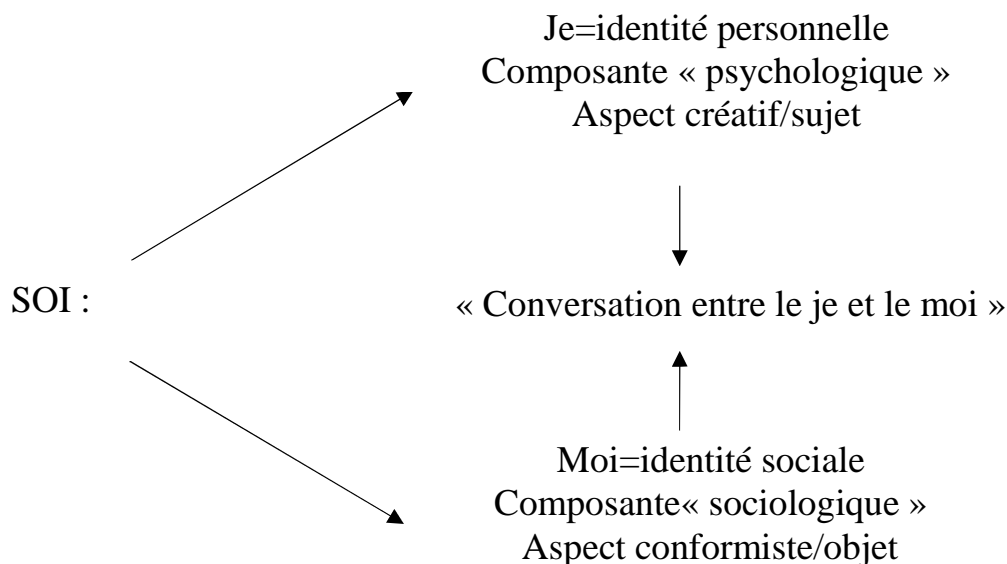 Je=identité personnelle
Composante « psychologique »
Aspect créatif/sujet
SOI :
« Conversation entre le je et le moi »
Moi=identité sociale
Composante« sociologique »
Aspect conformiste/objet